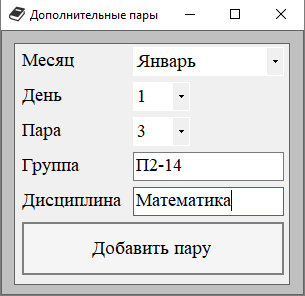 Дополнительные пары
Месяц Январь
День 1
Пара 3
Группа П2-14
Дисциплина Математика
Добавить пару